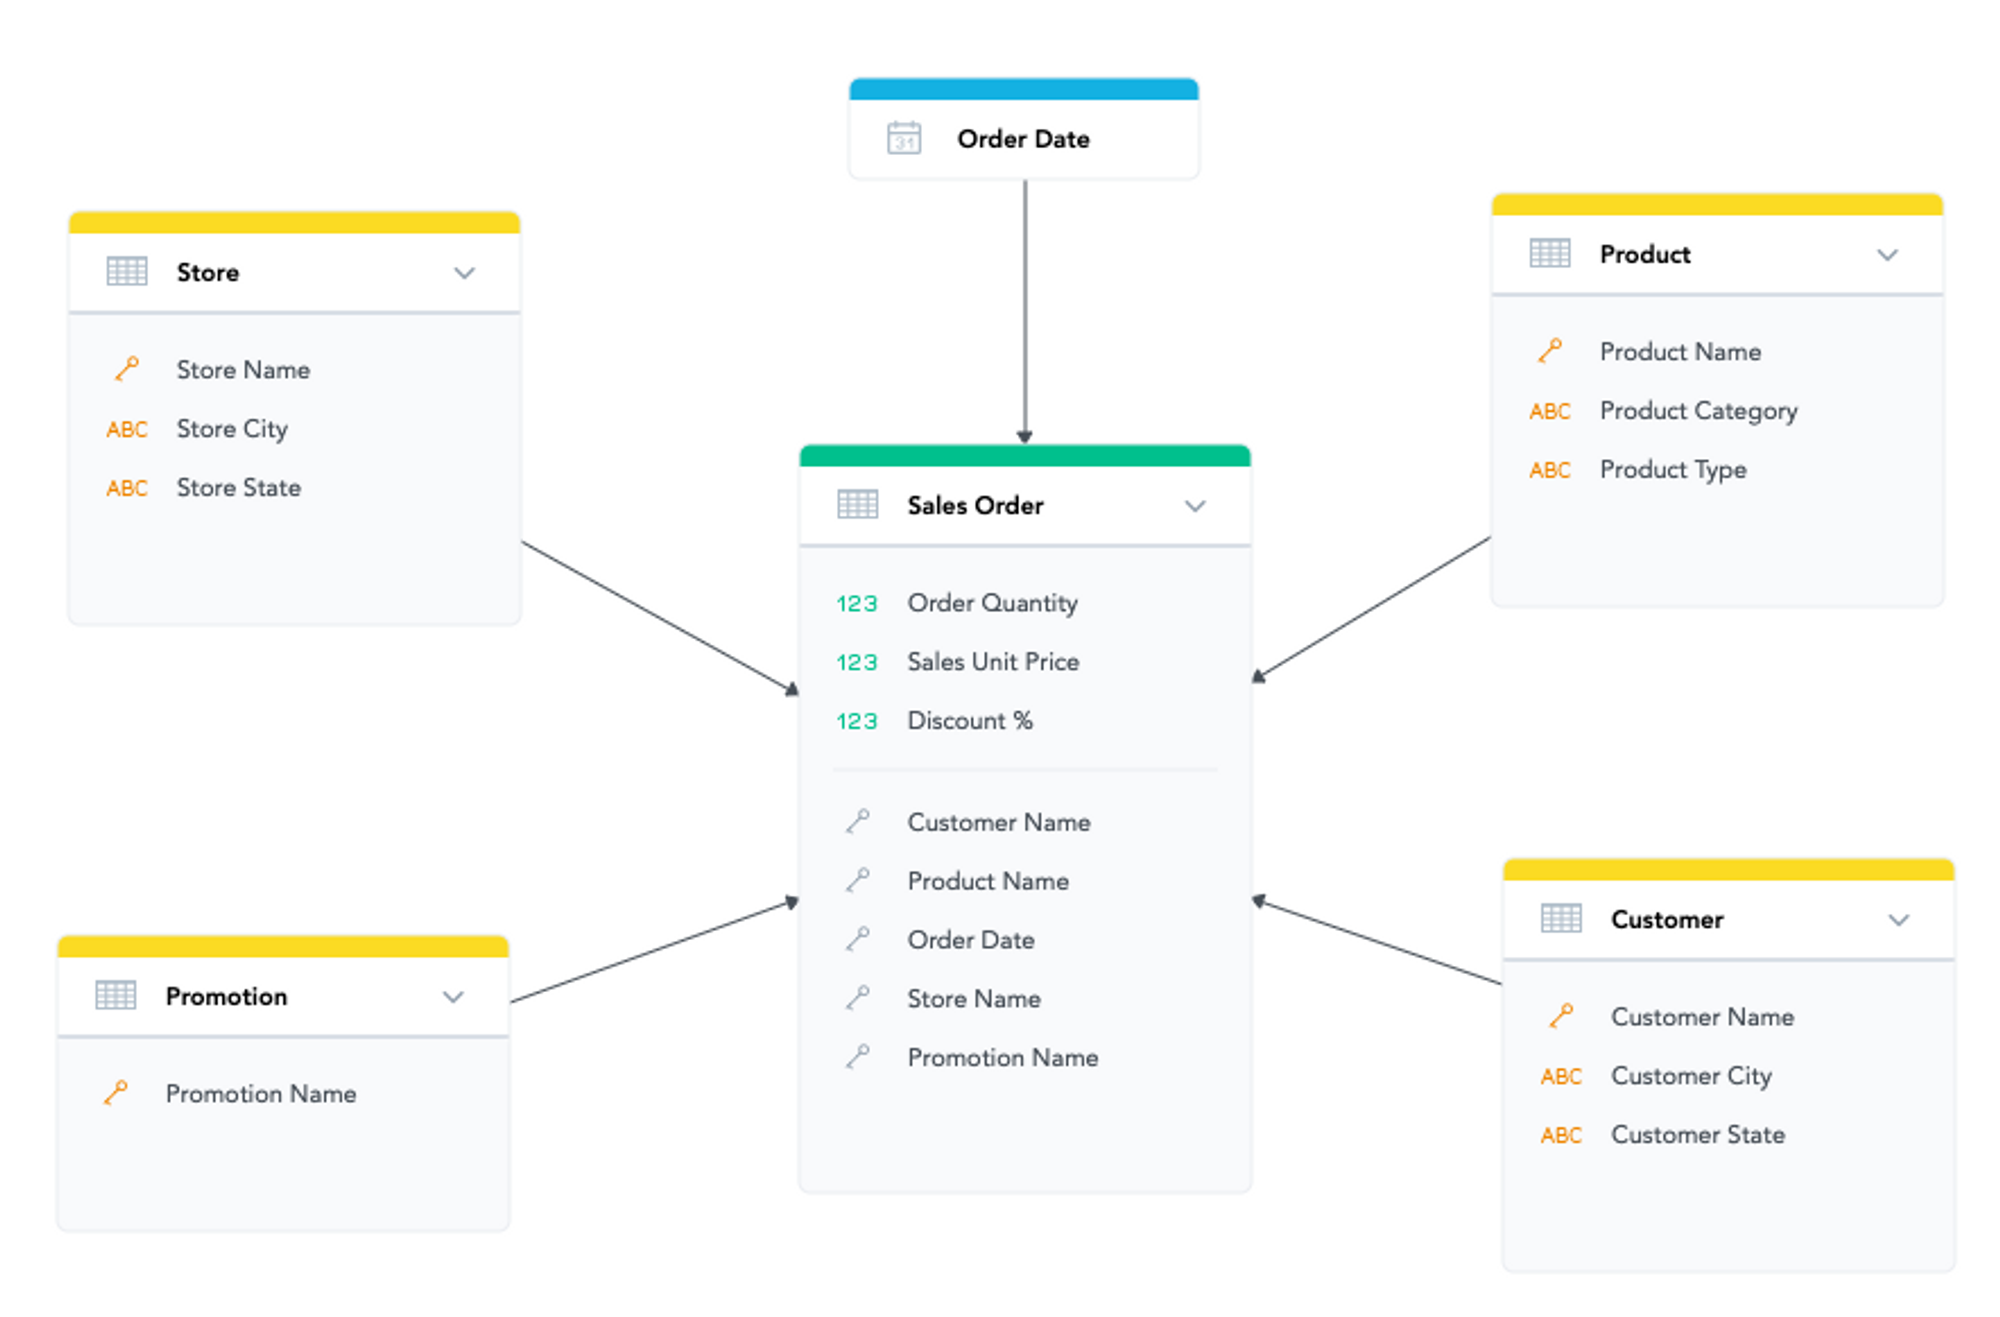 31
Order Date
Store
Store Name
ABC Store City
ABC Store State
Product
Product Name
ABC Product Category
ABC Product Type
Sales Order
123 Order Quantity
123 Sales Unit Price
123 Discount %
Customer Name
Product Name
Order Date
Store Name
Promotion Name
Promotion
Promotion Name
Customer
Customer Name
ABC Customer City
ABC Customer State